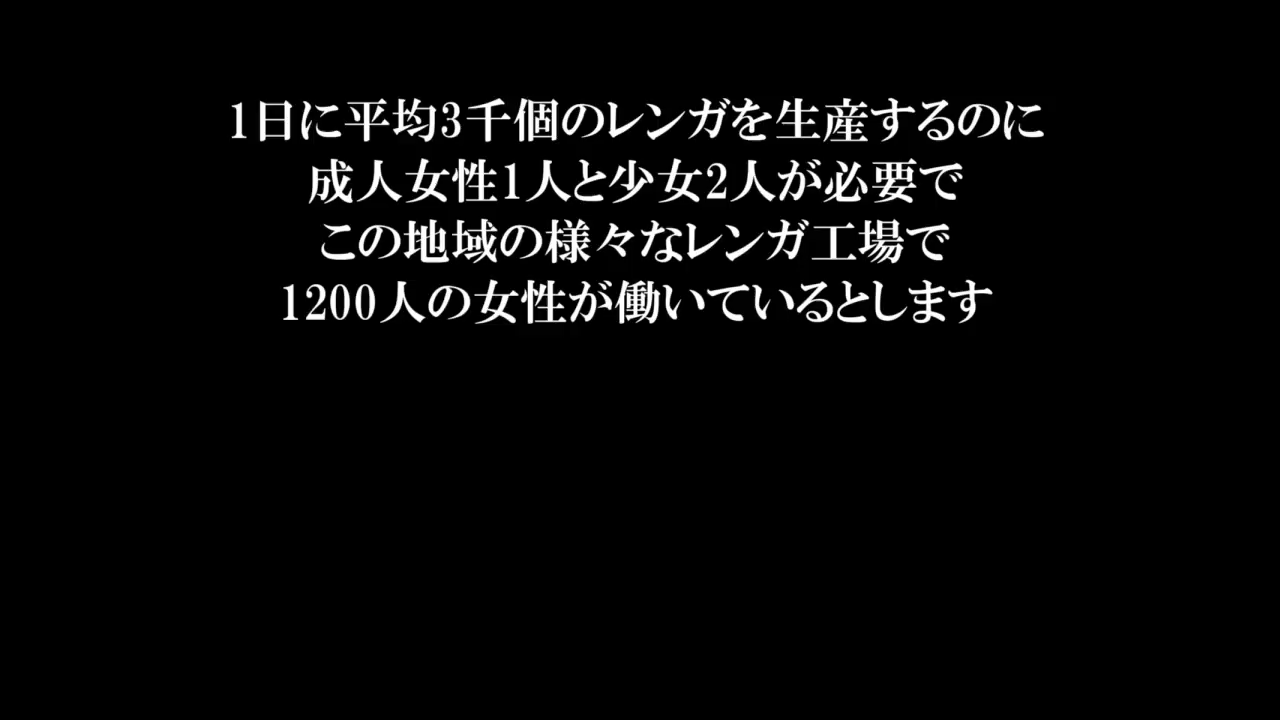 1日に平均3千個のレンガを生産するのに
成人女性1人と少女2人が必要で
この地域の様々なレンガ工場で
1200人の女性が働いているとします